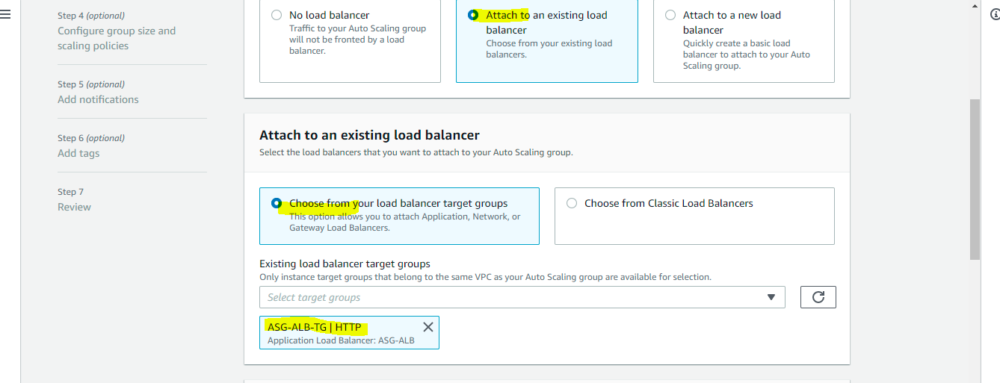 Step 4 (optional)
Configure group size and
scaling policies
Step 5 (optional)
Add notifications
Step 6 (optional)
Add tags
Step 7
Review
No load balancer
Traffic to your Auto Scaling group
will not be fronted by a load
balancer.
Attach to an existing load
balancer
Choose from your existing load
balancers.
Attach to a new load
balancer
Quickly create a basic load
balancer to attach to your Auto
Scaling group.
Attach to an existing load balancer
Select the load balancers that you want to attach to your Auto Scaling group.
Choose from your load balancer target groups
This option allows you to attach Application, Network, or
Gateway Load Balancers.
Choose from Classic Load Balancers
Existing load balancer target groups
Only instance target groups that belong to the same VPC as your Auto Scaling group are available for selection.
Select target groups
ASG-ALB-TG | HTTP
Application Load Balancer: ASG-ALB